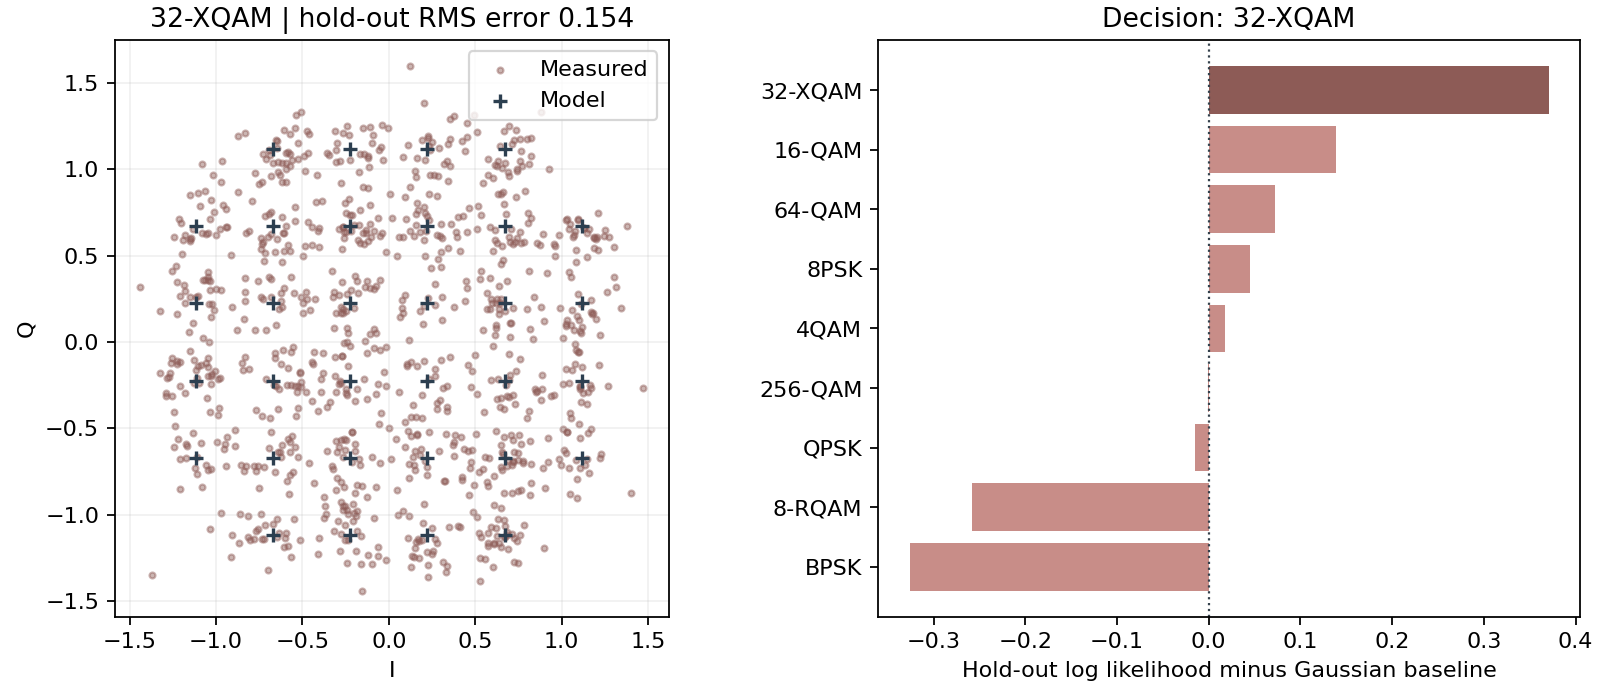 32-XQAM | hold-out RMS error 0.154
Measured
Model
1.5
1.0
0.5
0.0
−0.5
−1.0
−1.5
Q
−1.5
−1.0
−0.5
0.0
0.5
1.0
1.5
I
Decision: 32-XQAM
32-XQAM
16-QAM
64-QAM
8PSK
4QAM
256-QAM
QPSK
8-RQAM
BPSK
−0.3
−0.2
−0.1
0.0
0.1
0.2
0.3
0.4
Hold-out log likelihood minus Gaussian baseline